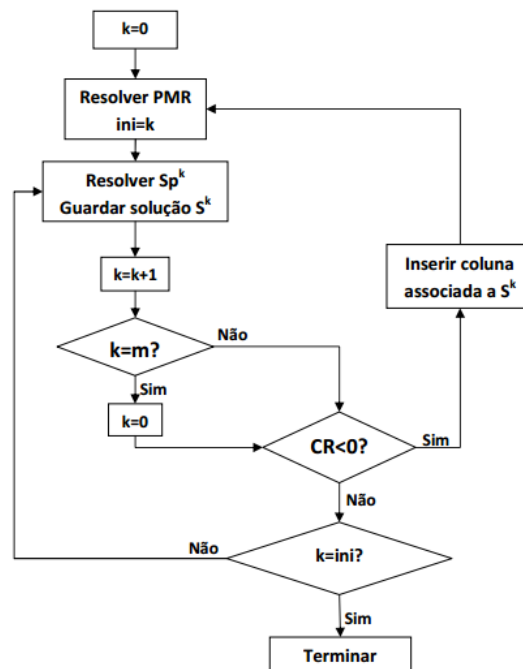 k=0
Resolver PMR
ini=k
Resolver Sp^k
Guardar solução S^k
k=k+1
k=m?
Não
Sim
k=0
Inserir coluna
associada a S^k
CR<0?
Sim
Não
k=ini?
Não
Sim
Terminar